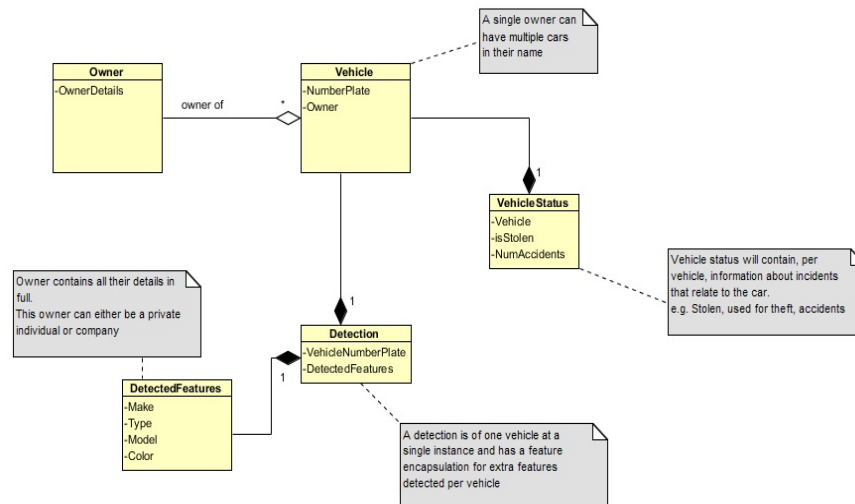 A single owner can
have multiple cars
in their name
Owner
-OwnerDetails
owner of
*
Vehicle
-NumberPlate
-Owner
1
VehicleStatus
-Vehicle
-isStolen
-NumAccidents
Vehicle status will contain, per
vehicle, information about incidents
that relate to the car.
e.g. Stolen, used for theft, accidents
Owner contains all their details in
full.
This owner can either be a private
individual or company
1
Detection
-VehicleNumberPlate
-DetectedFeatures
1
DetectedFeatures
-Make
-Type
-Model
-Color
A detection is of one vehicle at a
single instance and has a feature
encapsulation for extra features
detected per vehicle